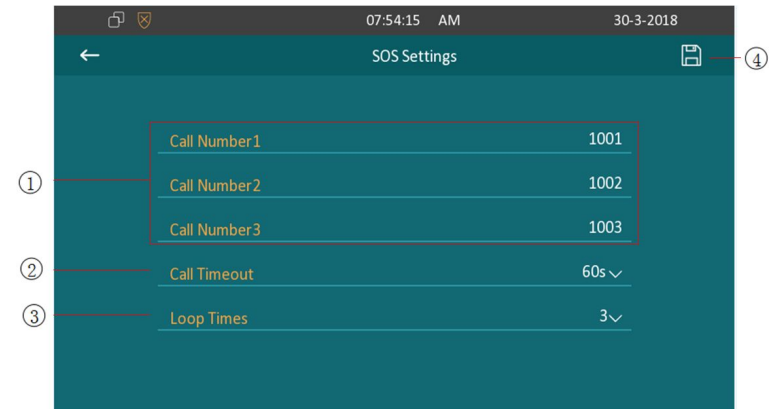 07:54:15 AM 30-3-2018
SOS Settings ④
Call Number1 1001
① Call Number2 1002
Call Number3 1003
② Call Timeout 60s
③ Loop Times 3